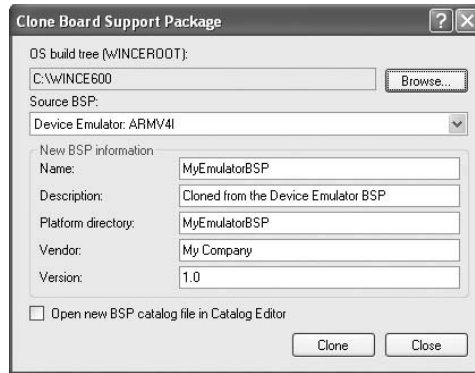 Clone Board Support Package
OS build tree (WINCEROOT):
C:\WINCE600
Browse...
Source BSP:
Device Emulator: ARMV4I
New BSP information
Name:
MyEmulatorBSP
Description:
Cloned from the Device Emulator BSP
Platform directory:
MyEmulatorBSP
Vendor:
My Company
Version:
1.0
Open new BSP catalog file in Catalog Editor
Clone
Close